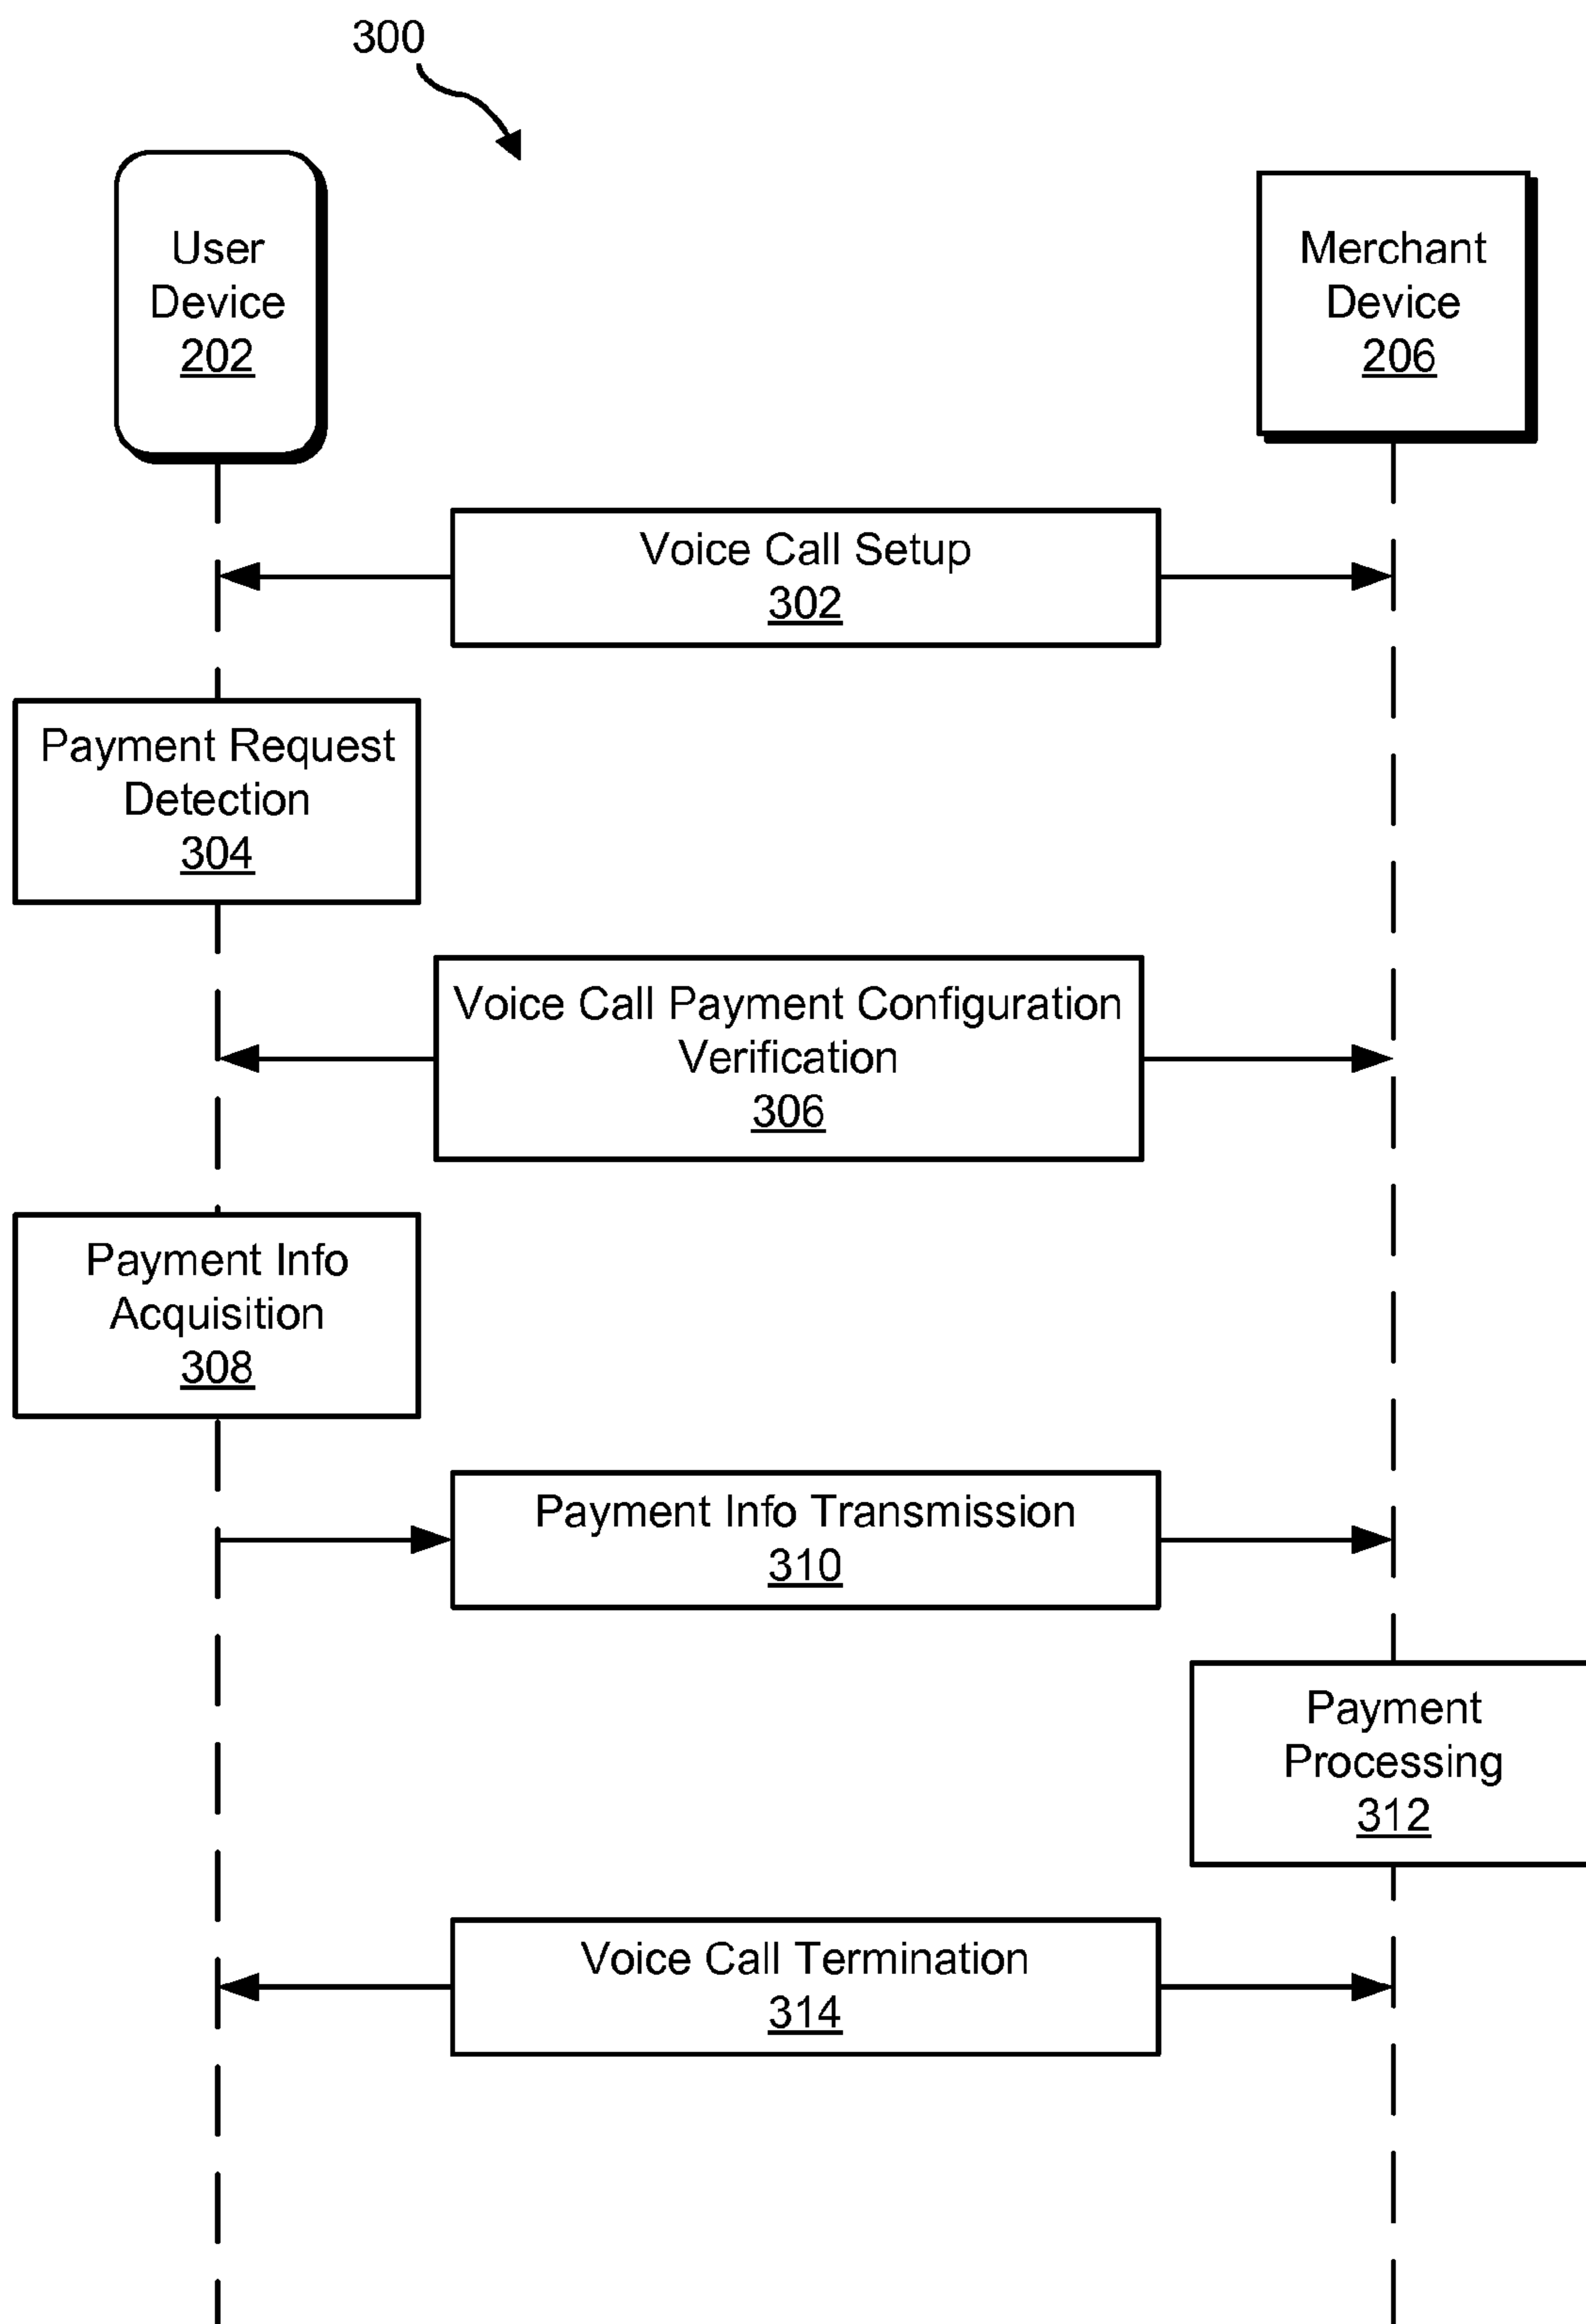 300
User
Device
202
Merchant
Device
206
Voice Call Setup
302
Payment Request
Detection
304
Voice Call Payment Configuration
Verification
306
Payment Info
Acquisition
308
Payment Info Transmission
310
Payment
Processing
312
Voice Call Termination
314